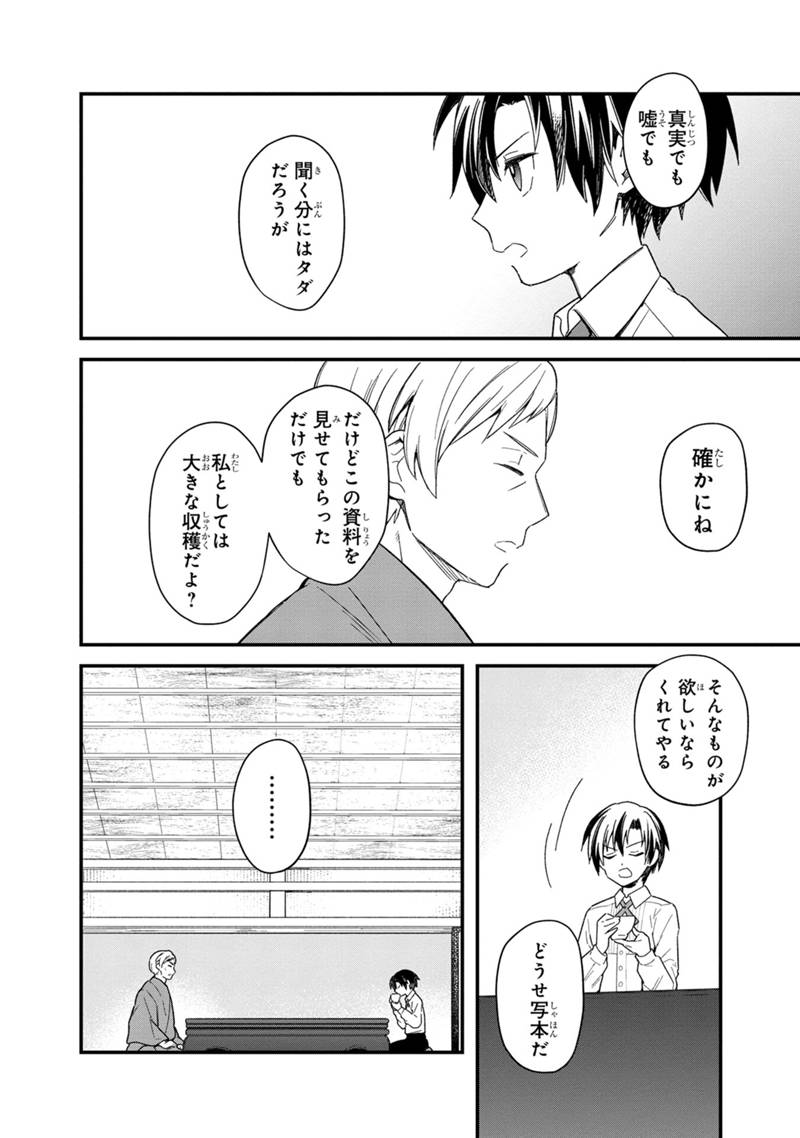 真実でも
嘘でも
聞く分にはタダ
だろうが
確かにね
だけどこの資料を
見せてもらった
だけでも
私としては
大きな収穫だよ？
そんなものが
欲しいなら
くれてやる
どうせ写本だ
………